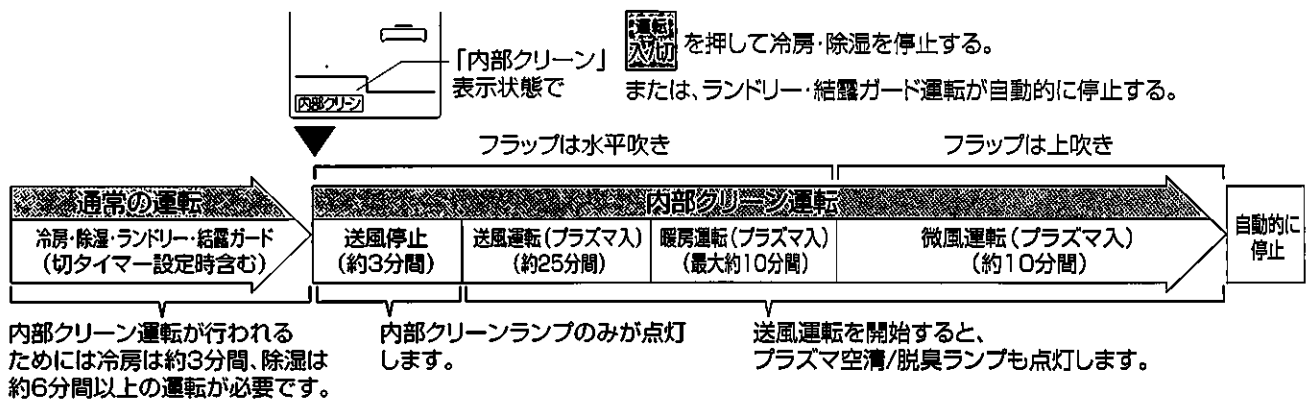 内部クリーン
「内部クリーン」
表示状態で
運転
入/切
を押して冷房・除湿を停止する。
または、ランドリー・結露ガード運転が自動的に停止する。
フラップは水平吹き
フラップは上吹き
通常の運転
内部クリーン運転
冷房・除湿・ランドリー・結露ガード
(切タイマー設定時含む)
送風停止
(約3分間)
送風運転(プラズマ入)
(約25分間)
暖房運転(プラズマ入)
(最大約10分間)
微風運転(プラズマ入)
(約10分間)
自動的に
停止
内部クリーン運転が行われる
ためには冷房は約3分間、除湿は
約6分間以上の運転が必要です。
内部クリーンランプのみが点灯
します。
送風運転を開始すると、
プラズマ空清/脱臭ランプも点灯します。